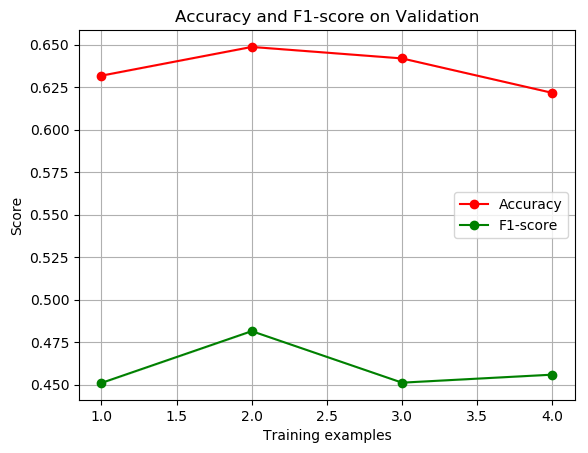 Accuracy and F1-score on Validation
0.650
0.625
0.600
0.575
0.550
0.525
0.500
0.475
0.450
Score
Accuracy
F1-score
1.0 1.5 2.0 2.5 3.0 3.5 4.0
Training examples